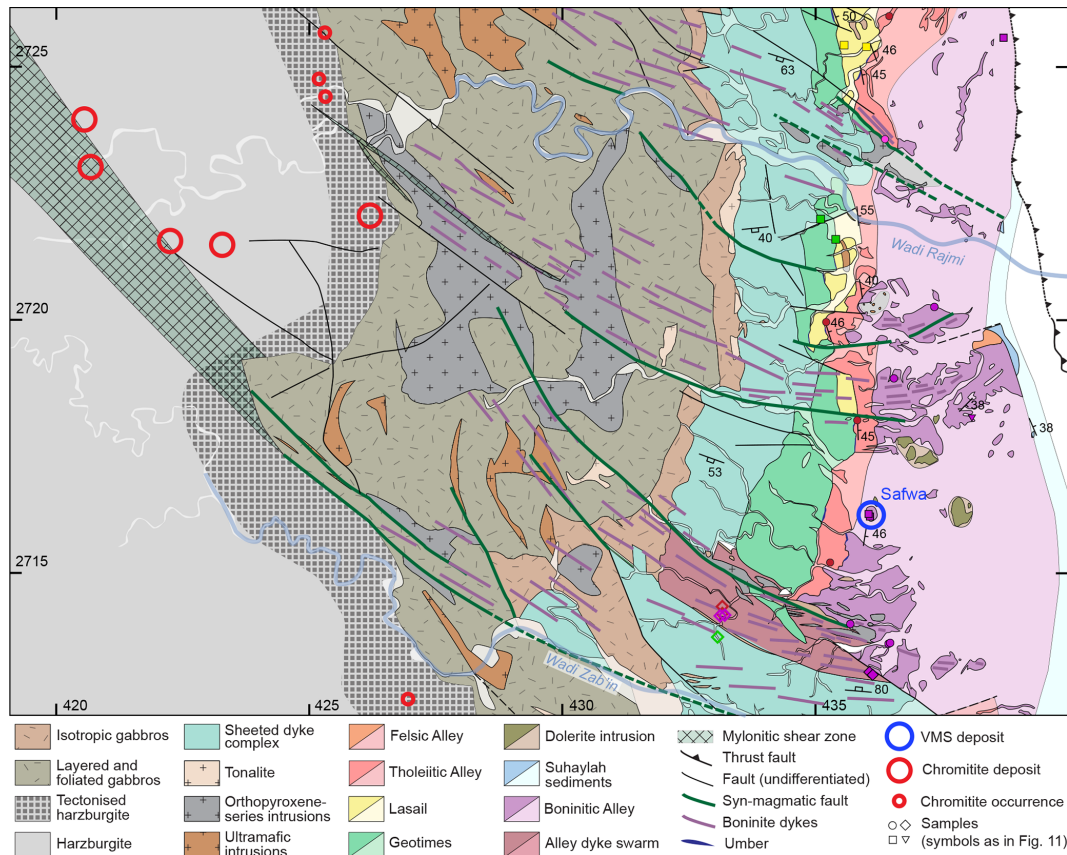 2725
2720
2715
420
425
430
435
50
46
45
63
55
40
40
46
45
53
38
38
46
80
Wadi Rajmi
Safwa
Wadi Zab'in
Isotropic gabbros
Layered and
foliated gabbros
Tectonised
harzburgite
Harzburgite
Sheeted dyke
complex
Tonalite
Orthopyroxene-
series intrusions
Ultramafic
intrusions
Felsic Alley
Tholeiitic Alley
Lasail
Geotimes
Dolerite intrusion
Suhaylah
sediments
Boninitic Alley
Alley dyke swarm
Mylonitic shear zone
Thrust fault
Fault (undifferentiated)
Syn-magmatic fault
Boninite dykes
Umber
VMS deposit
Chromitite deposit
Chromitite occurrence
Samples
(symbols as in Fig. 11)